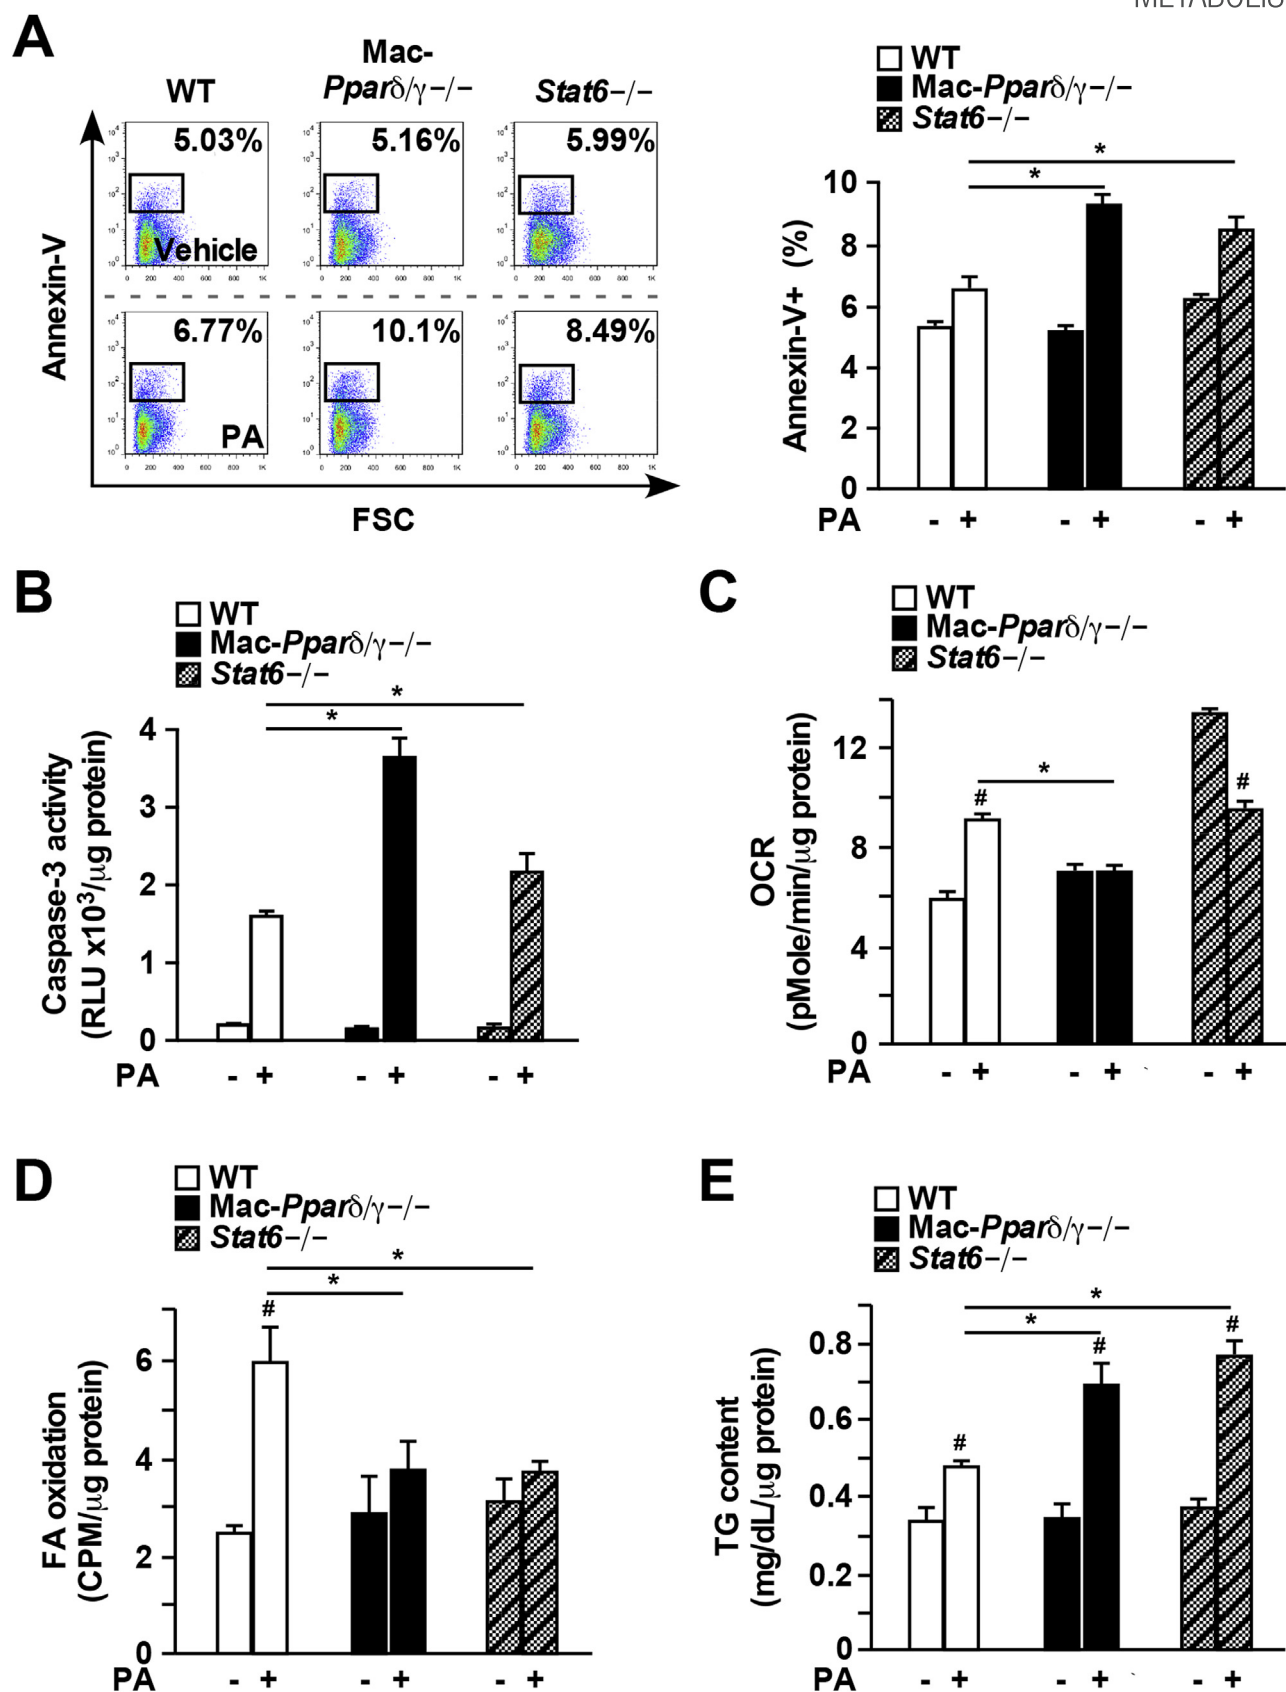 METABOLIS
A
WT
Mac-
Pparδ/γ−/−
Stat6−/−
5.03%
5.16%
5.99%
Vehicle
6.77%
10.1%
8.49%
PA
Annexin-V
FSC
WT
Mac-Pparδ/γ−/−
Stat6−/−
* *
10
8
6
4
2
0
Annexin-V+ (%)
PA - + - + - +
B
WT
Mac-Pparδ/γ−/−
Stat6−/−
* *
4
3
2
1
0
Caspase-3 activity
(RLU x10³/μg protein)
PA - + - + - +
C
WT
Mac-Pparδ/γ−/−
Stat6−/−
* # #
12
8
4
0
OCR
(pMole/min/μg protein)
PA - + - + - +
D
WT
Mac-Pparδ/γ−/−
Stat6−/−
* * #
6
4
2
0
FA oxidation
(CPM/μg protein)
PA - + - + - +
E
WT
Mac-Pparδ/γ−/−
Stat6−/−
* * # # #
0.8
0.6
0.4
0.2
0
TG content
(mg/dL/μg protein)
PA - + - + - +